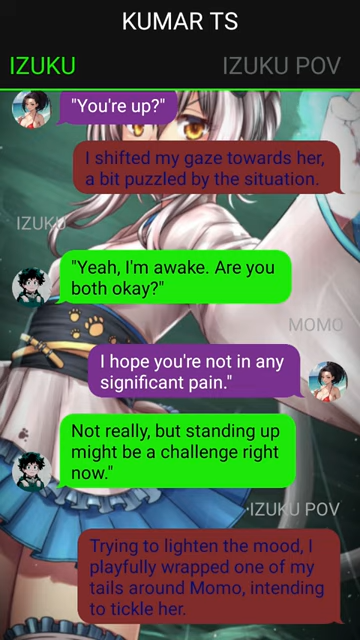 KUMAR TS
IZUKU
IZUKU POV
"You're up?"
I shifted my gaze towards her,
a bit puzzled by the situation.
IZUKU
"Yeah, I'm awake. Are you
both okay?"
MOMO
I hope you're not in any
significant pain."
Not really, but standing up
might be a challenge right
now."
IZUKU POV
Trying to lighten the mood, I
playfully wrapped one of my
tails around Momo, intending
to tickle her.